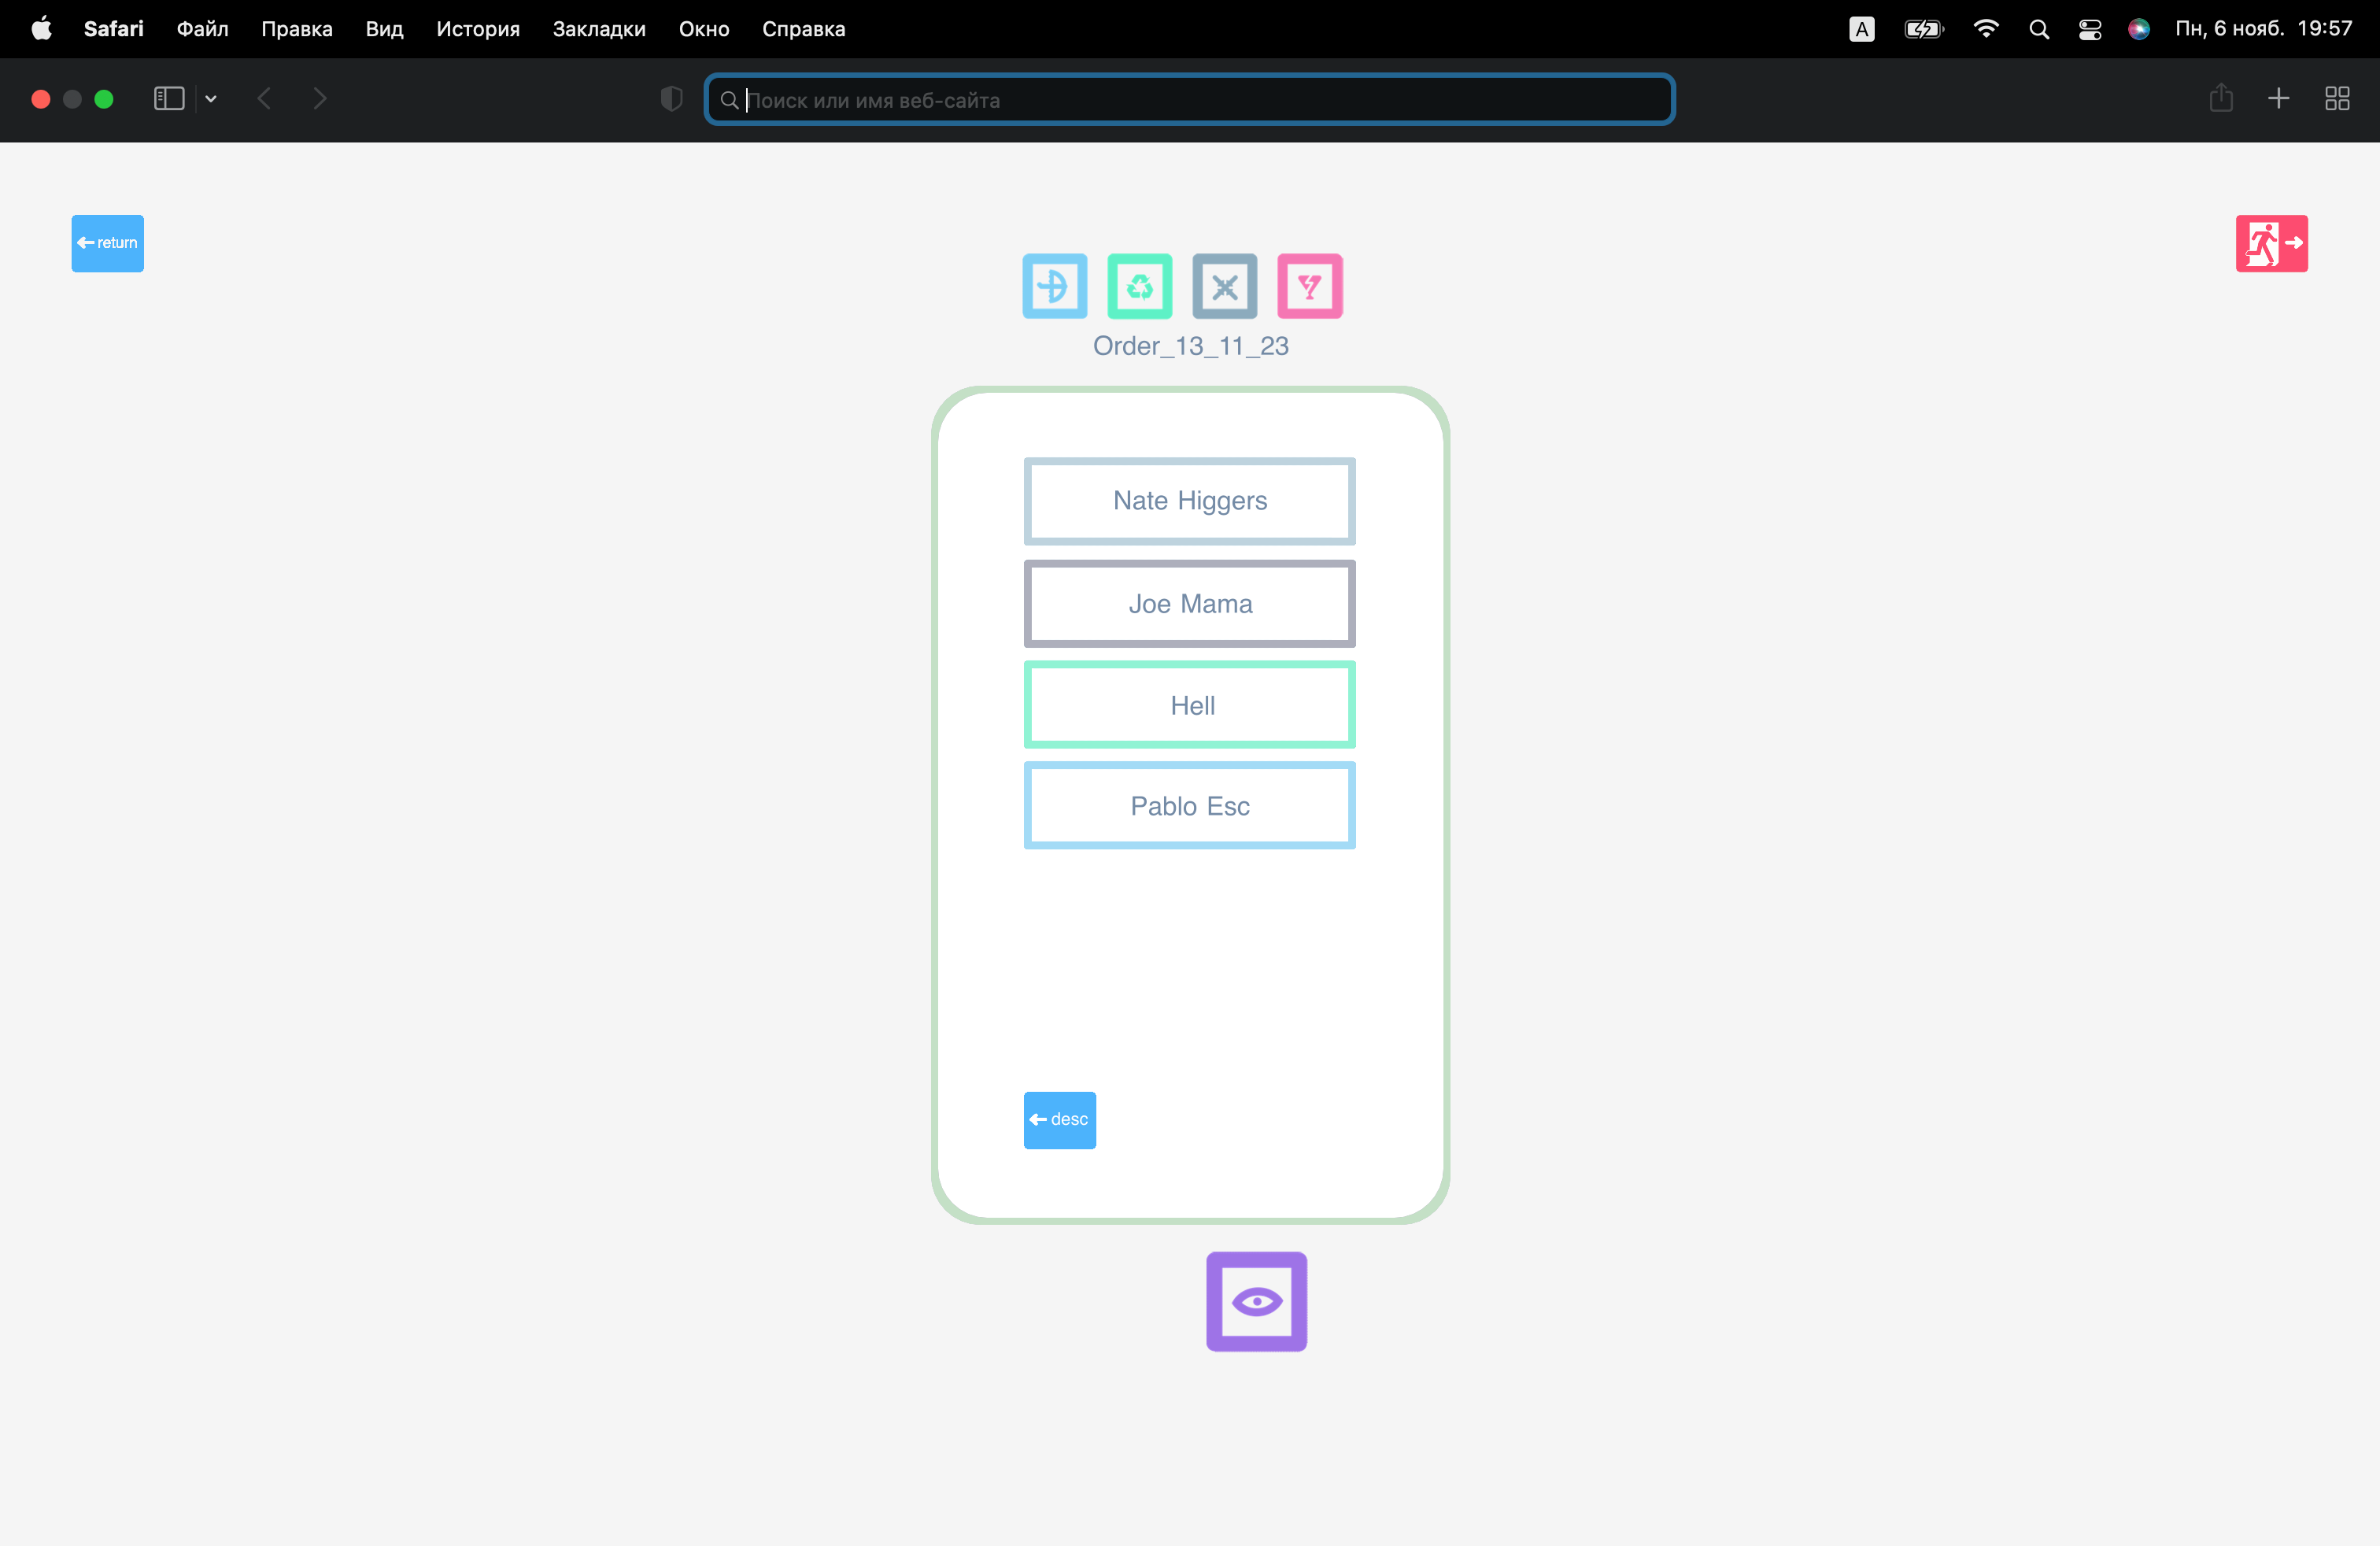 Safari Файл Правка Вид История Закладки Окно Справка A Пн, 6 нояб. 19:57
Поиск или имя веб-сайта
return
Order_13_11_23
Nate Higgers
Joe Mama
Hell
Pablo Esc
desc